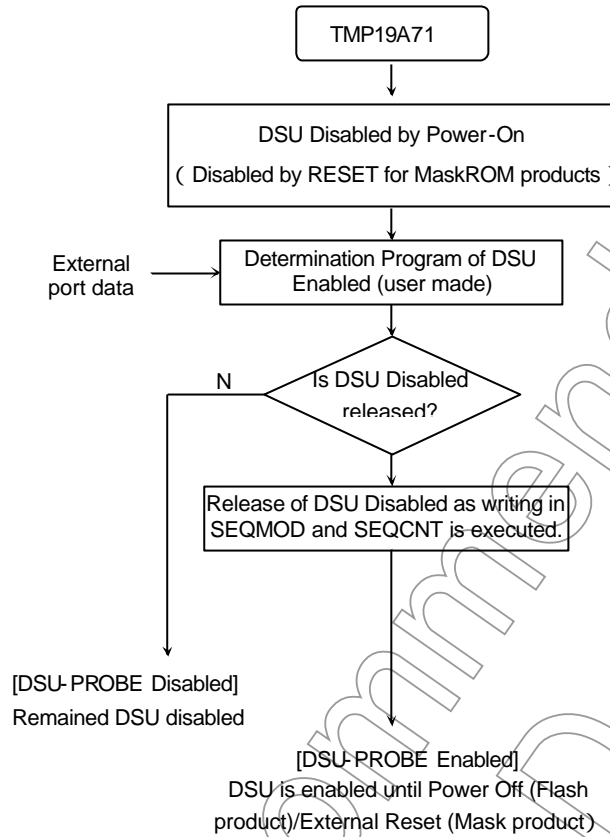 TMP19A71
DSU Disabled by Power-On
( Disabled by RESET for MaskROM products )
External
port data
Determination Program of DSU
Enabled (user made)
N
Is DSU Disabled
released?
Release of DSU Disabled as writing in
SEQMOD and SEQCNT is executed.
[DSU-PROBE Disabled]
Remained DSU disabled
[DSU-PROBE Enabled]
DSU is enabled until Power Off (Flash
product)/External Reset (Mask product)